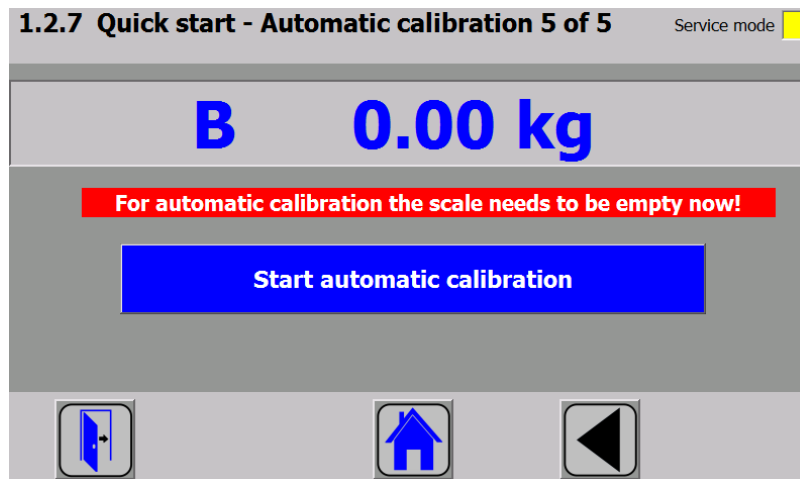 1.2.7 Quick start - Automatic calibration 5 of 5
Service mode
B 0.00 kg
For automatic calibration the scale needs to be empty now!
Start automatic calibration